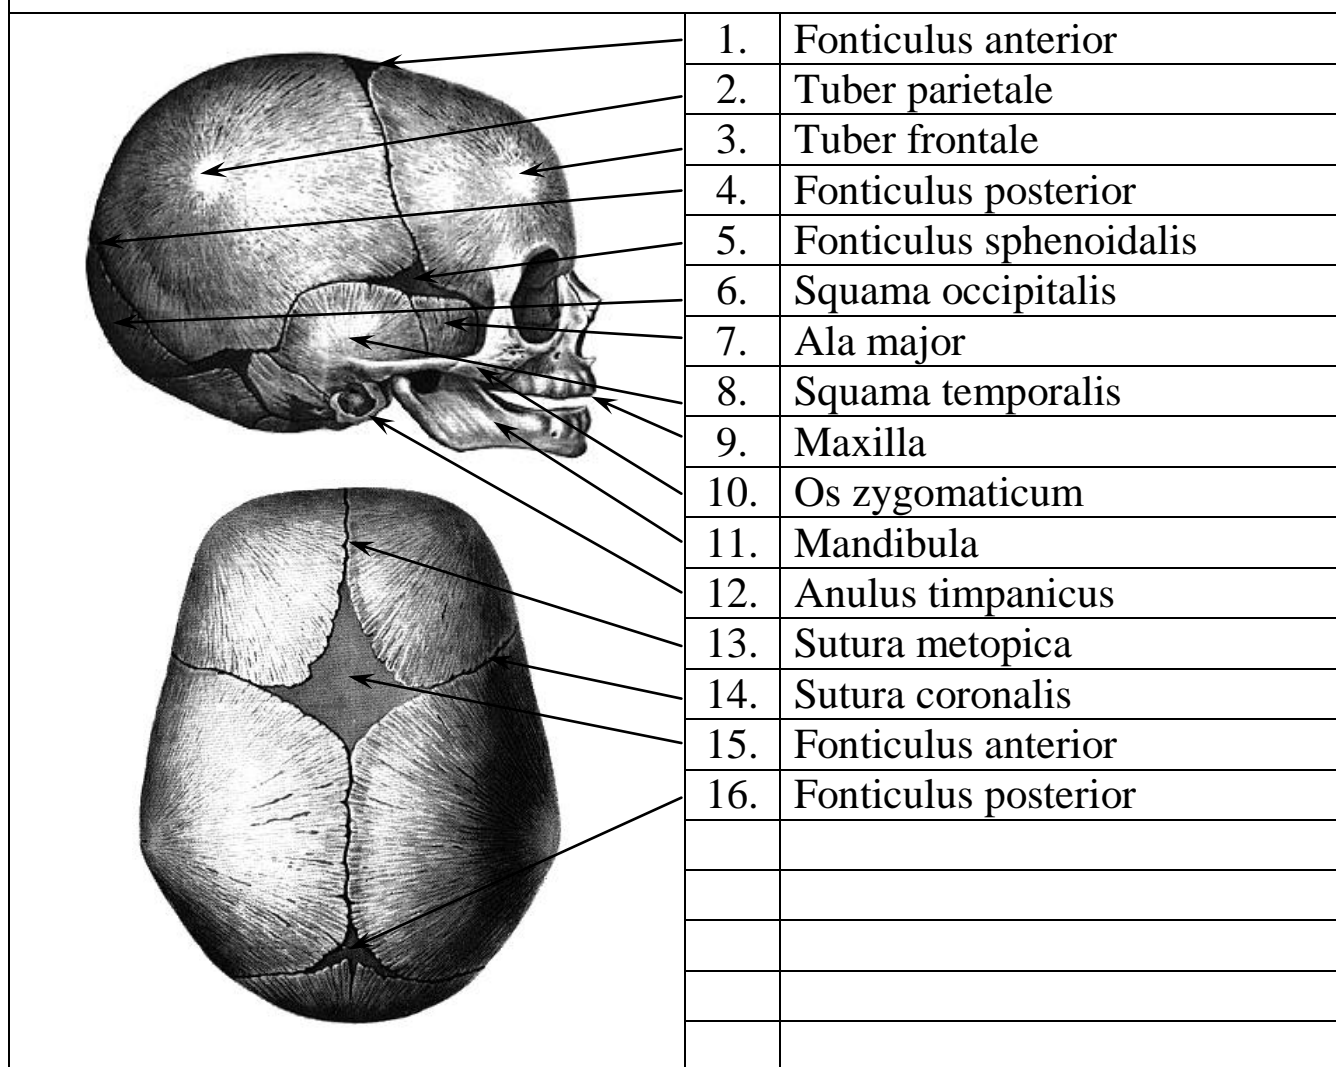 1. Fonticulus anterior
2. Tuber parietale
3. Tuber frontale
4. Fonticulus posterior
5. Fonticulus sphenoidalis
6. Squama occipitalis
7. Ala major
8. Squama temporalis
9. Maxilla
10. Os zygomaticum
11. Mandibula
12. Anulus timpanicus
13. Sutura metopica
14. Sutura coronalis
15. Fonticulus anterior
16. Fonticulus posterior